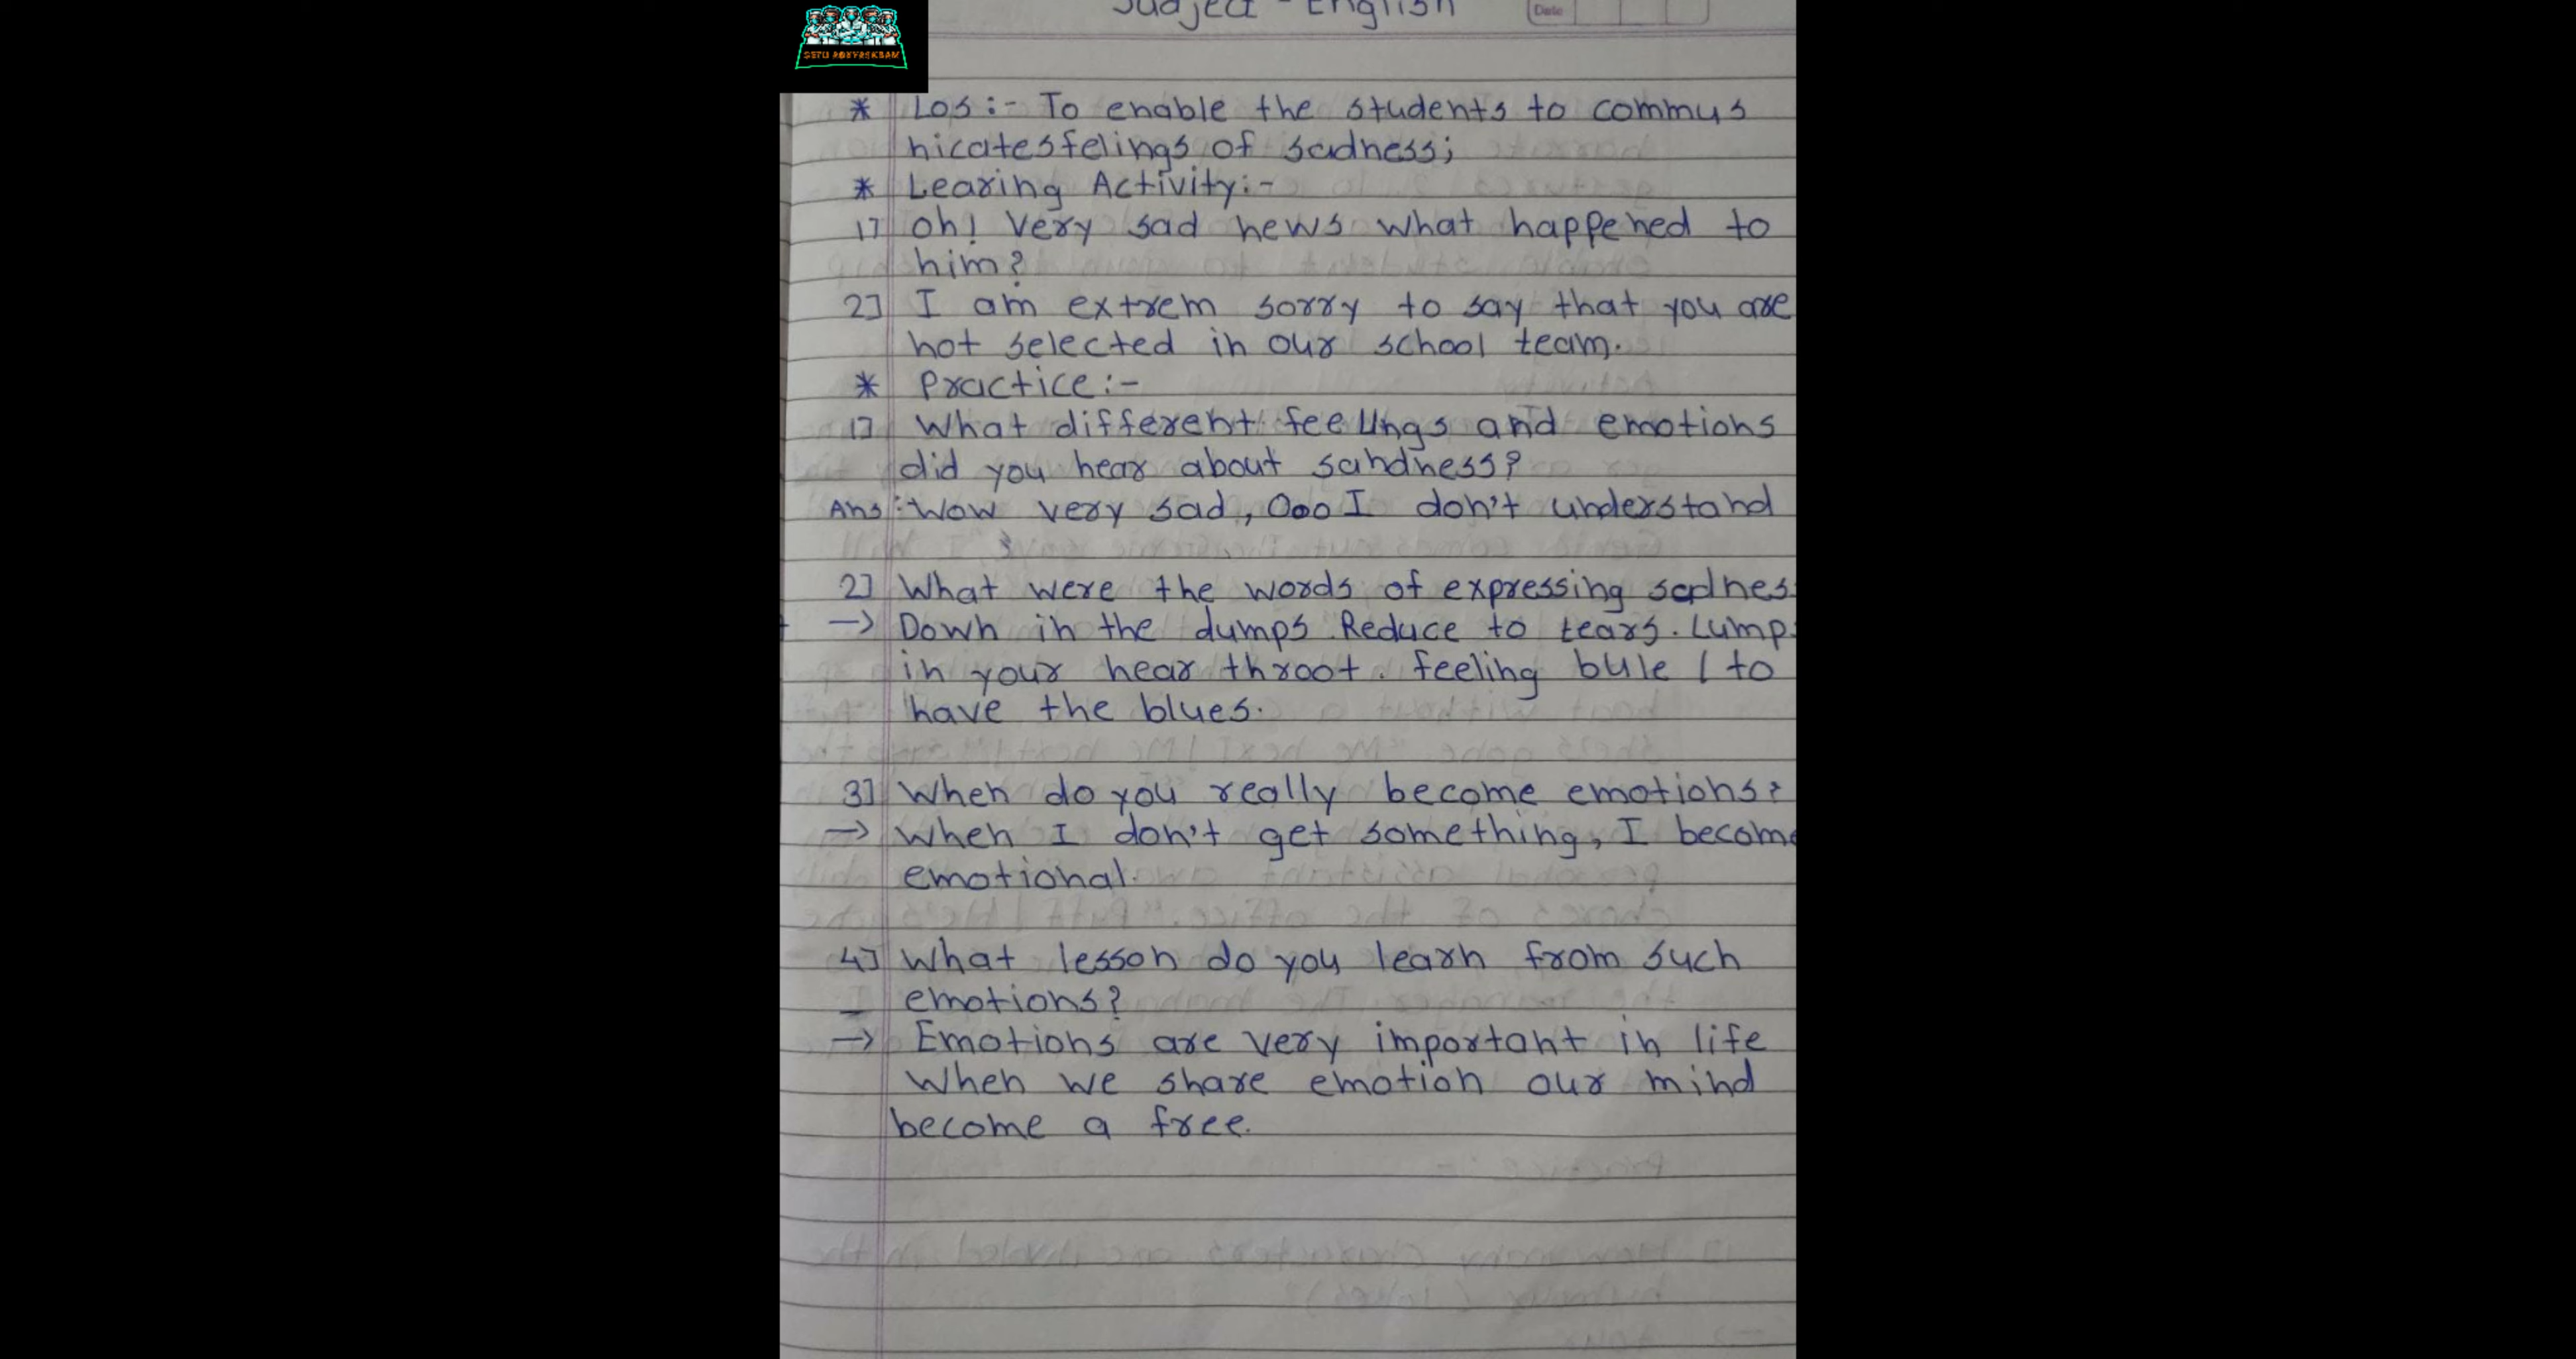 Subject - English
Date
* Los :- To enable the students to commus
nicatesfelings of sadness;
* Learing Activity:-
1] Oh! Very sad news what happened to
him?
2] I am extrem sorry to say that you are
not selected in our school team.
* Practice :-
1] What different feelings and emotions
did you hear about sandness?
Ans: Wow very sad, Ooo I don't understand
2] What were the words of expressing sadnes
→ Down in the dumps. Reduce to tears. Lump
in your hear throot. feeling bule / to
have the blues.
3] When do you really become emotions?
→ When I don't get something, I become
emotional.
4] What lesson do you learn from such
emotions?
→ Emotions are very important in life
When we share emotion our mind
become a free.